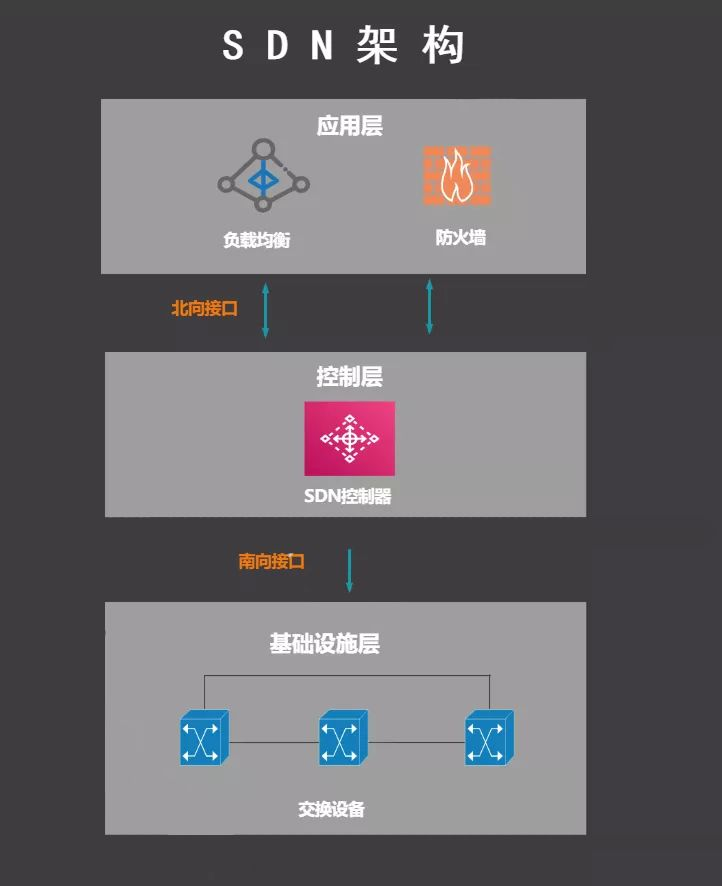 SDN架构
应用层
负载均衡
防火墙
北向接口
控制层
SDN控制器
南向接口
基础设施层
交换设备